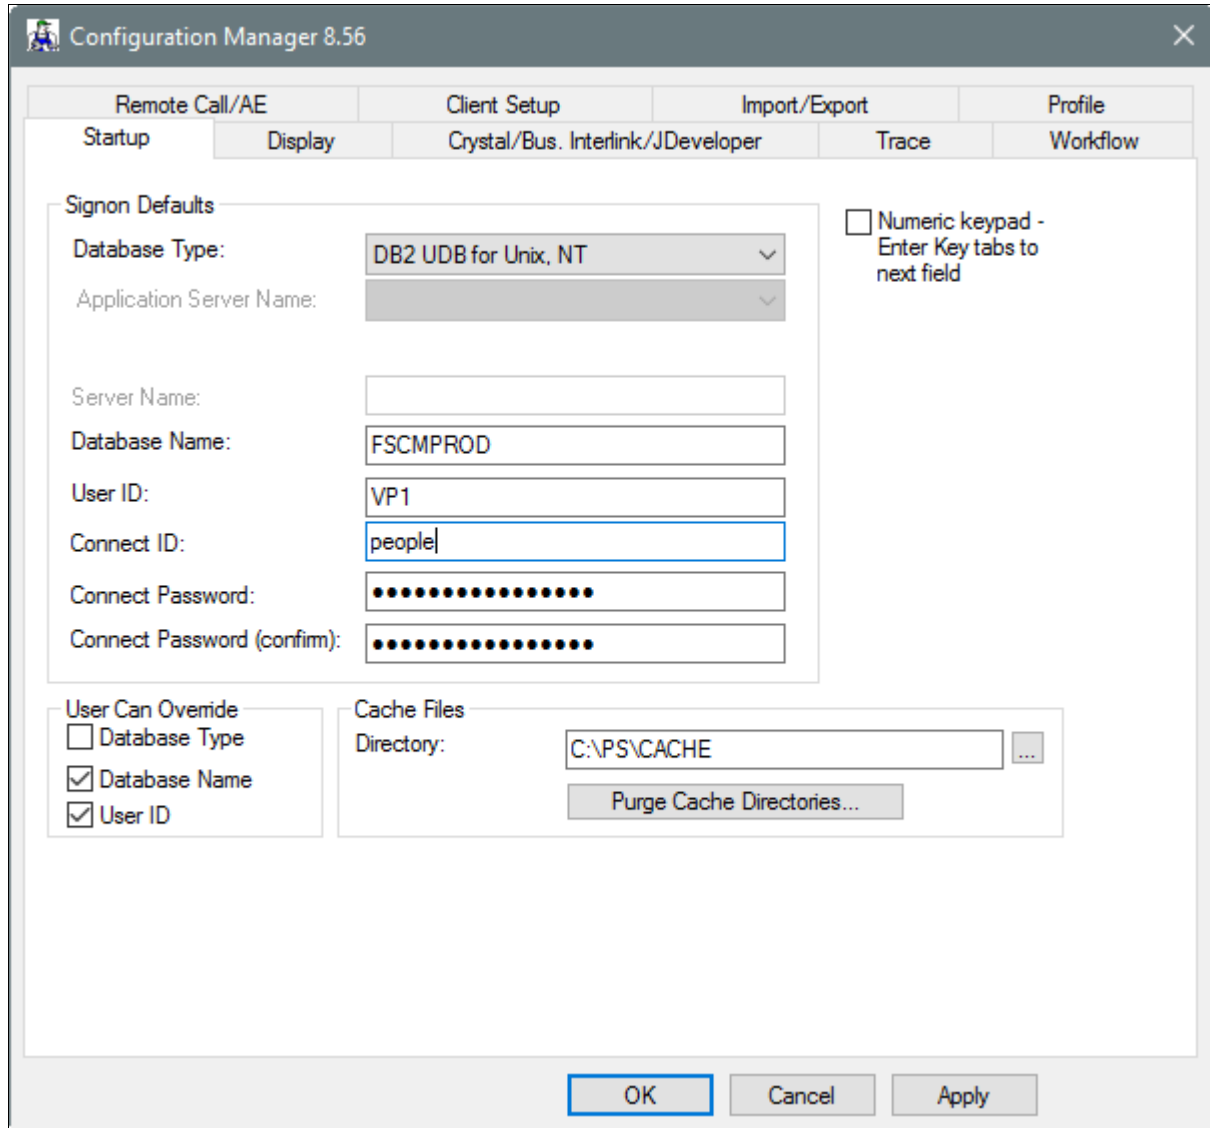 Configuration Manager 8.56
Remote Call/AE
Client Setup
Import/Export
Profile
Startup
Display
Crystal/Bus. Interlink/JDeveloper
Trace
Workflow
Signon Defaults
Database Type:
DB2 UDB for Unix, NT
Application Server Name:
Server Name:
Database Name:
FSCMPROD
User ID:
VP1
Connect ID:
people
Connect Password:
••••••••••••••••
Connect Password (confirm):
••••••••••••••••
Numeric keypad -
Enter Key tabs to
next field
User Can Override
Database Type
Database Name
User ID
Cache Files
Directory:
C:\PS\CACHE
...
Purge Cache Directories...
OK
Cancel
Apply